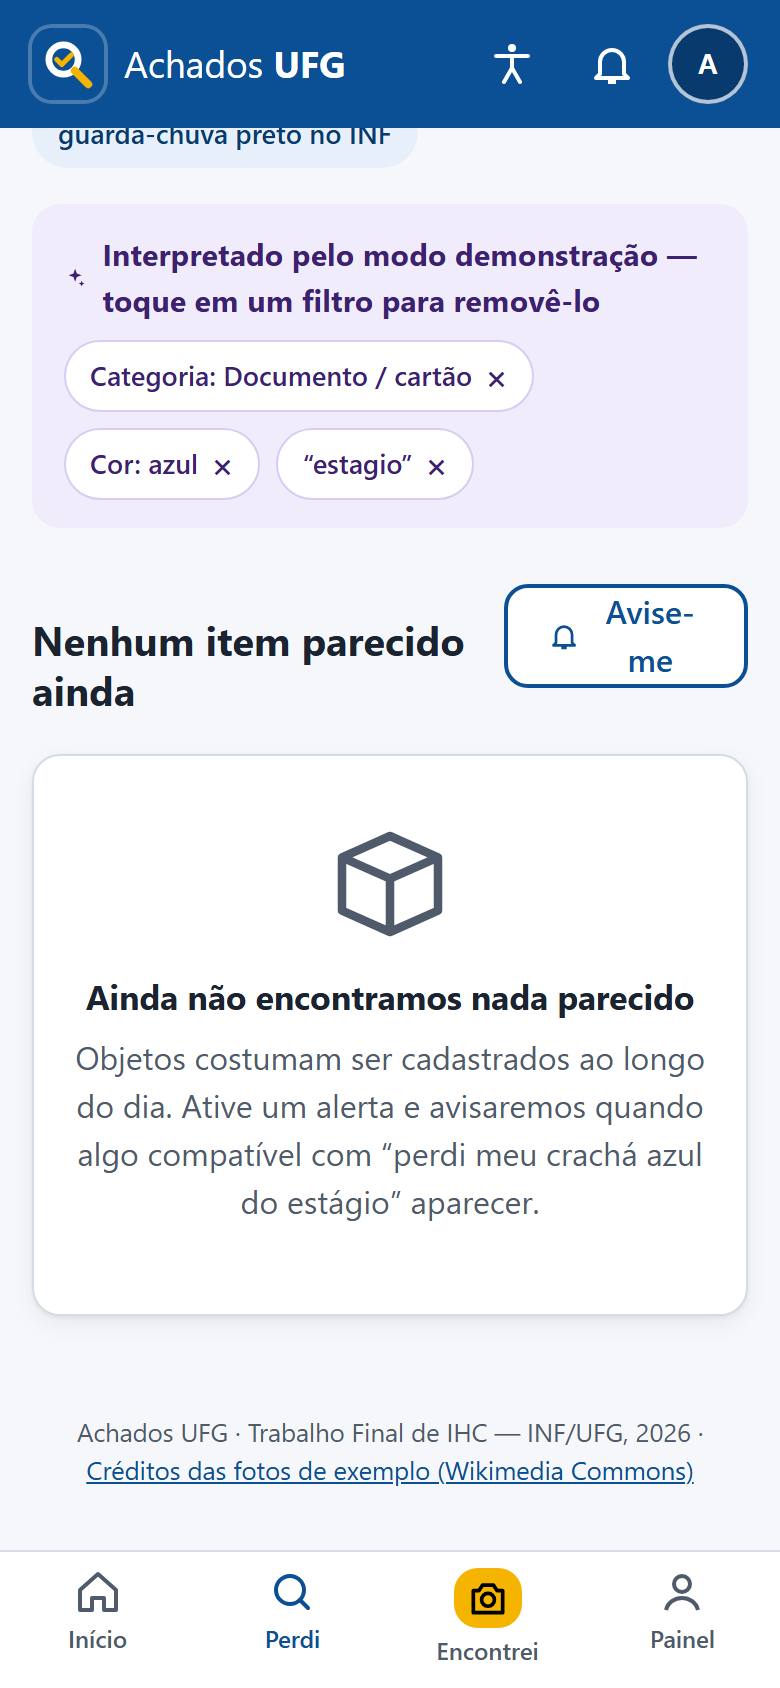 Achados UFG
A
guarda-chuva preto no INF
Interpretado pelo modo demonstração —
toque em um filtro para removê-lo
Categoria: Documento / cartão ×
Cor: azul × “estagio” ×
Nenhum item parecido
ainda
Avise-
me
Ainda não encontramos nada parecido
Objetos costumam ser cadastrados ao longo
do dia. Ative um alerta e avisaremos quando
algo compatível com “perdi meu crachá azul
do estágio” aparecer.
Achados UFG · Trabalho Final de IHC — INF/UFG, 2026 ·
Créditos das fotos de exemplo (Wikimedia Commons)
Início Perdi Encontrei Painel